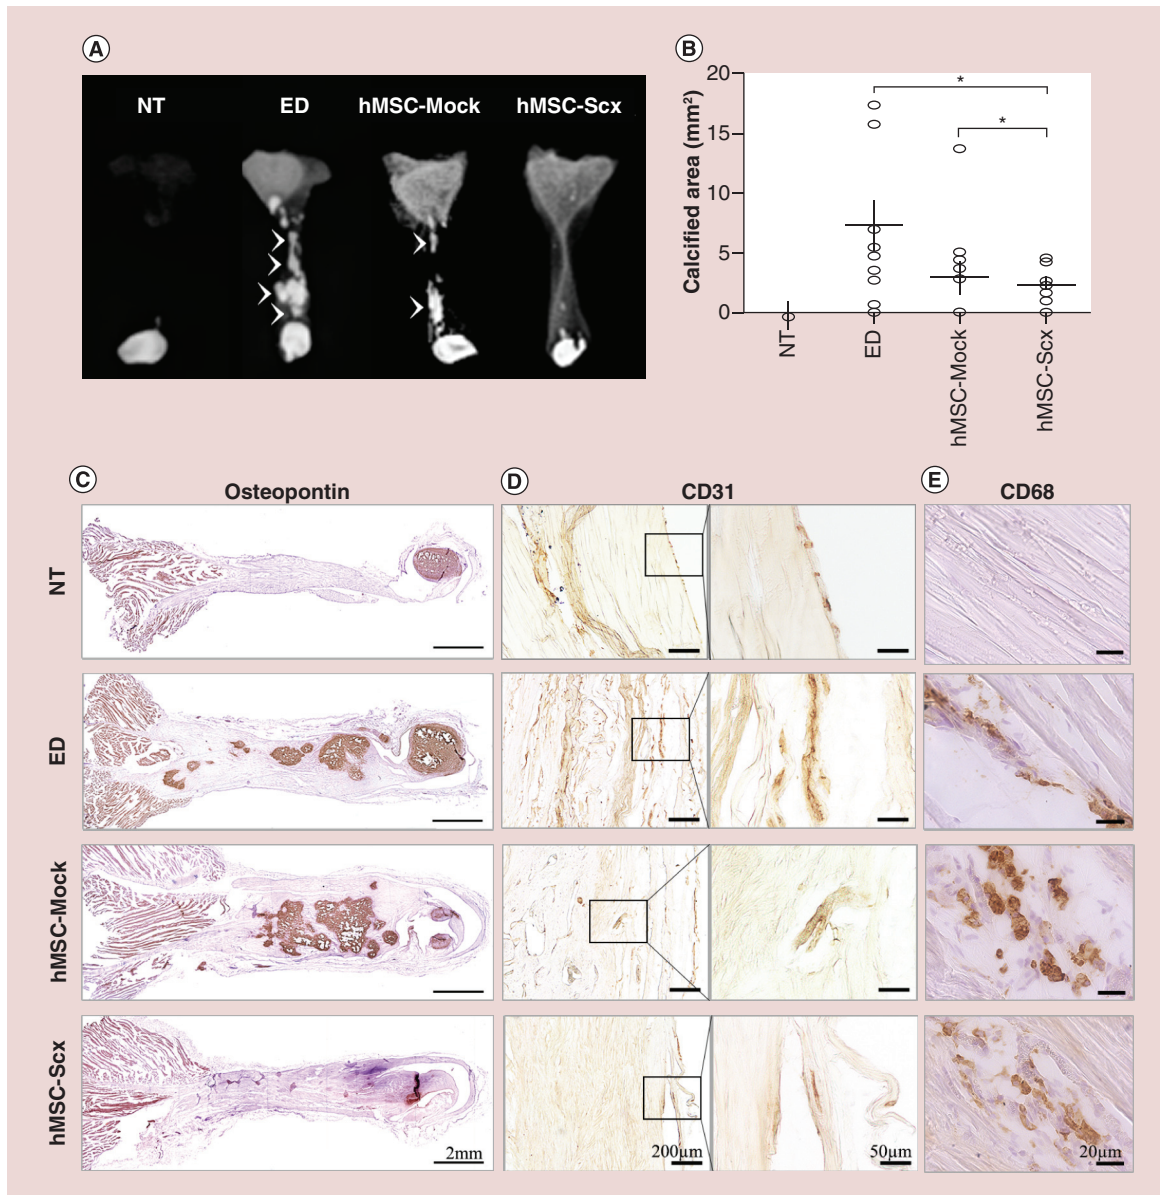 A
NT ED hMSC-Mock hMSC-Scx
B
Calcified area (mm²)
20
15
10
5
0
*
*
NT
ED
hMSC-Mock
hMSC-Scx
C
Osteopontin
D
CD31
E
CD68
NT
ED
hMSC-Mock
hMSC-Scx
2mm
200µm
50µm
20µm